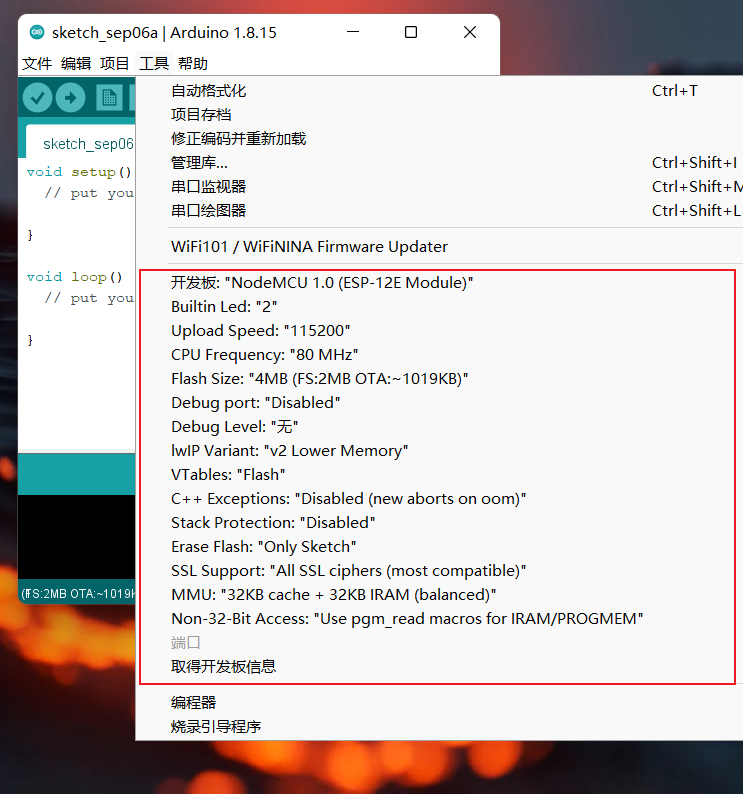 sketch_sep06a | Arduino 1.8.15
文件 编辑 项目 工具 帮助
自动格式化 Ctrl+T
项目存档
修正编码并重新加载
管理库... Ctrl+Shift+I
串口监视器 Ctrl+Shift+M
串口绘图器 Ctrl+Shift+L
WiFi101 / WiFiNINA Firmware Updater
开发板: "NodeMCU 1.0 (ESP-12E Module)"
Builtin Led: "2"
Upload Speed: "115200"
CPU Frequency: "80 MHz"
Flash Size: "4MB (FS:2MB OTA:~1019KB)"
Debug port: "Disabled"
Debug Level: "无"
lwIP Variant: "v2 Lower Memory"
VTables: "Flash"
C++ Exceptions: "Disabled (new aborts on oom)"
Stack Protection: "Disabled"
Erase Flash: "Only Sketch"
SSL Support: "All SSL ciphers (most compatible)"
MMU: "32KB cache + 32KB IRAM (balanced)"
Non-32-Bit Access: "Use pgm_read macros for IRAM/PROGMEM"
端口
取得开发板信息
编程器
烧录引导程序
sketch_sep06
void setup()
// put you
}
void loop()
// put you
}
(FS:2MB OTA:~1019K